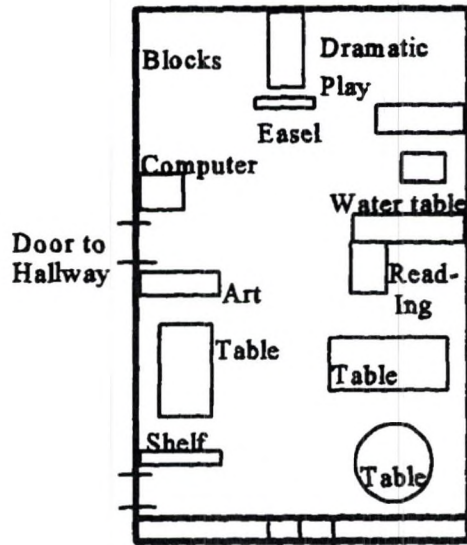 Blocks
Dramatic
Play
Easel
Computer
Water table
Door to
Hallway
Read-
ing
Art
Table
Table
Shelf
Table